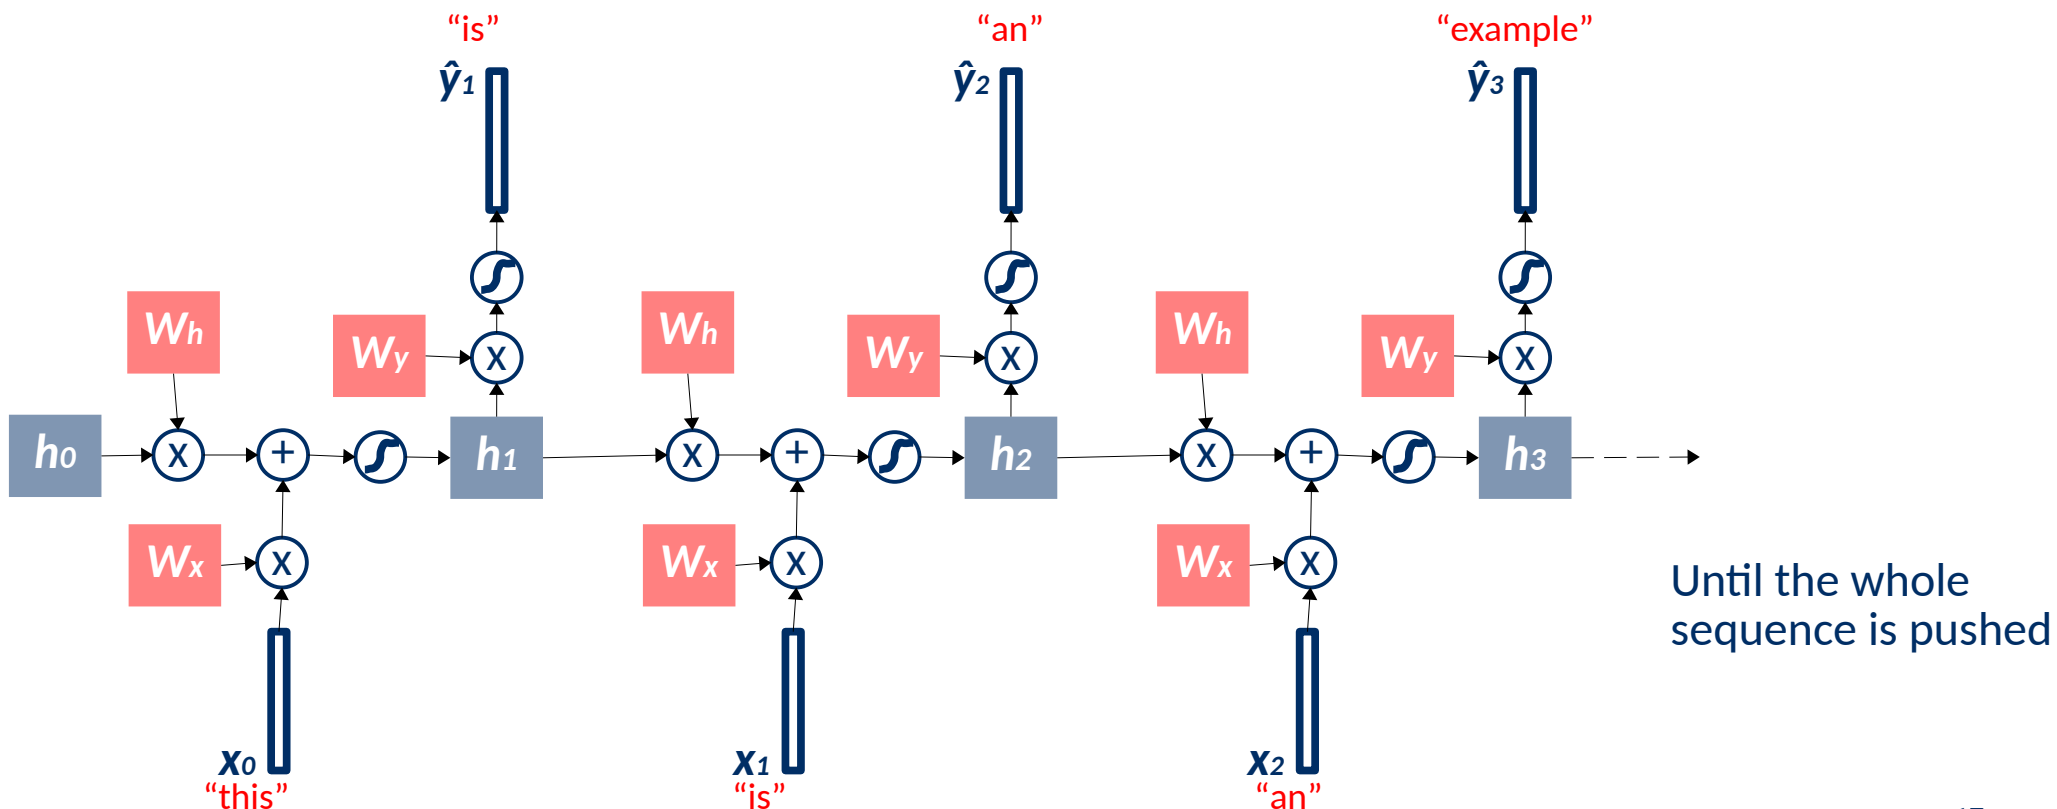 “is” “an” “example”
ŷ1 ŷ2 ŷ3
Wh Wy Wh Wy Wh Wy
x x x
h0 x + h1 x + h2 x + h3
Wx x Wx x Wx x
Until the whole
sequence is pushed
x0 x1 x2
“this” “is” “an”